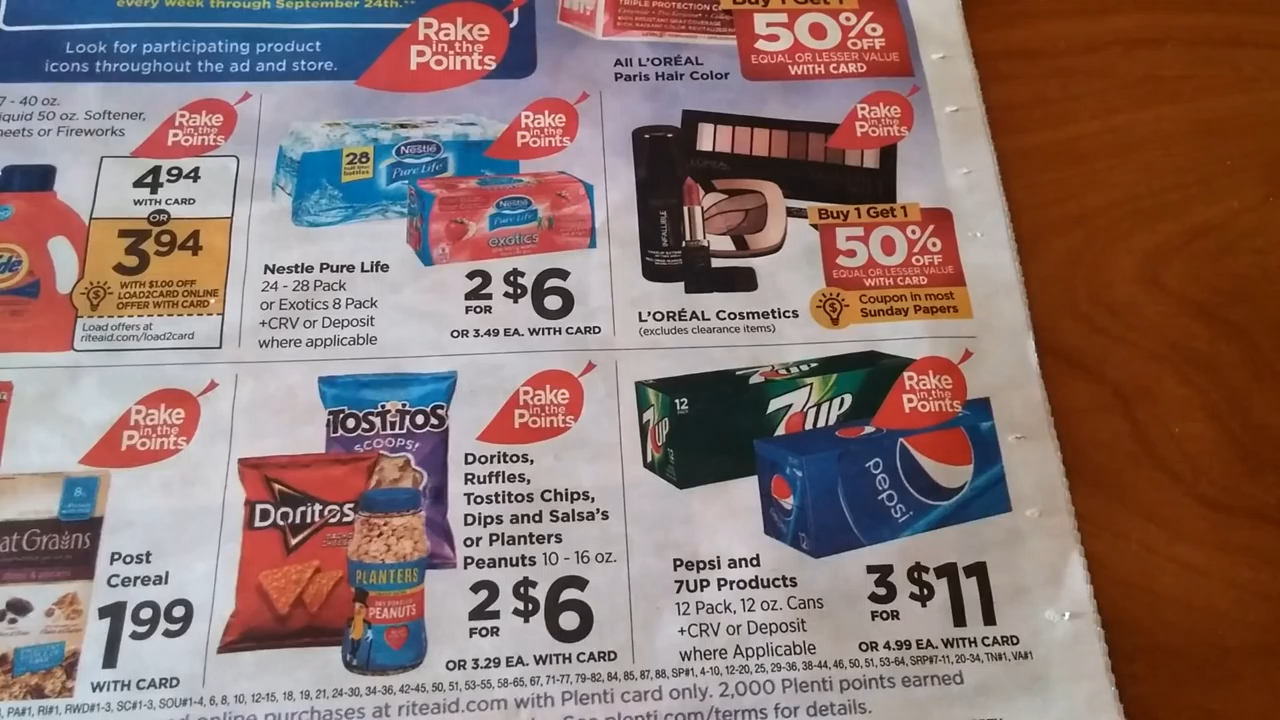 every week through September 24th.**
Look for participating product
icons throughout the ad and store.
Rake
in the
Points
TRIPLE PROTECTION
Buy 1 Get 1
50% OFF
EQUAL OR LESSER VALUE
WITH CARD
All L'ORÉAL
Paris Hair Color
7 - 40 oz.
iquid 50 oz. Softener,
heets or Fireworks
Rake
in the
Points
4.94
WITH CARD
OR
3.94
WITH $1.00 OFF
LOAD2CARD ONLINE
OFFER WITH CARD
Load offers at
riteaid.com/load2card
Rake
in the
Points
28
Nestle
Pure Life
Nestle
Pure Life
exotics
Nestle Pure Life
24 - 28 Pack
or Exotics 8 Pack
+CRV or Deposit
where applicable
2 FOR $6
OR 3.49 EA. WITH CARD
Rake
in the
Points
INFALLIBLE
Buy 1 Get 1
50% OFF
EQUAL OR LESSER VALUE
WITH CARD
Coupon in most
Sunday Papers
L'ORÉAL Cosmetics
(excludes clearance items)
Rake
in the
Points
at Grains
Post
Cereal
1.99
WITH CARD
TOSTITOS
SCOOPS!
Doritos
PLANTERS
PEANUTS
Rake
in the
Points
Doritos,
Ruffles,
Tostitos Chips,
Dips and Salsa's
or Planters
Peanuts 10 - 16 oz.
2 FOR $6
OR 3.29 EA. WITH CARD
12
7UP
7UP
7UP
pepsi
12
Rake
in the
Points
Pepsi and
7UP Products
12 Pack, 12 oz. Cans
+CRV or Deposit
where Applicable
3 FOR $11
OR 4.99 EA. WITH CARD
PA#1, RI#1, RWD#1-3, SC#1-3, SOU#1-4, 6, 8, 10, 12-15, 18, 19, 21, 24-30, 34-36, 42-45, 50, 51, 53-55, 58-65, 67, 71-77, 79-82, 84, 85, 87, 88, SP#1, 4-10, 12-20, 25, 29-36, 38-44, 46, 50, 51, 53-64, SRP#7-11, 20-34, TN#1, VA#1
online purchases at riteaid.com with Plenti card only. 2,000 Plenti points earned
See plenti.com/terms for details.